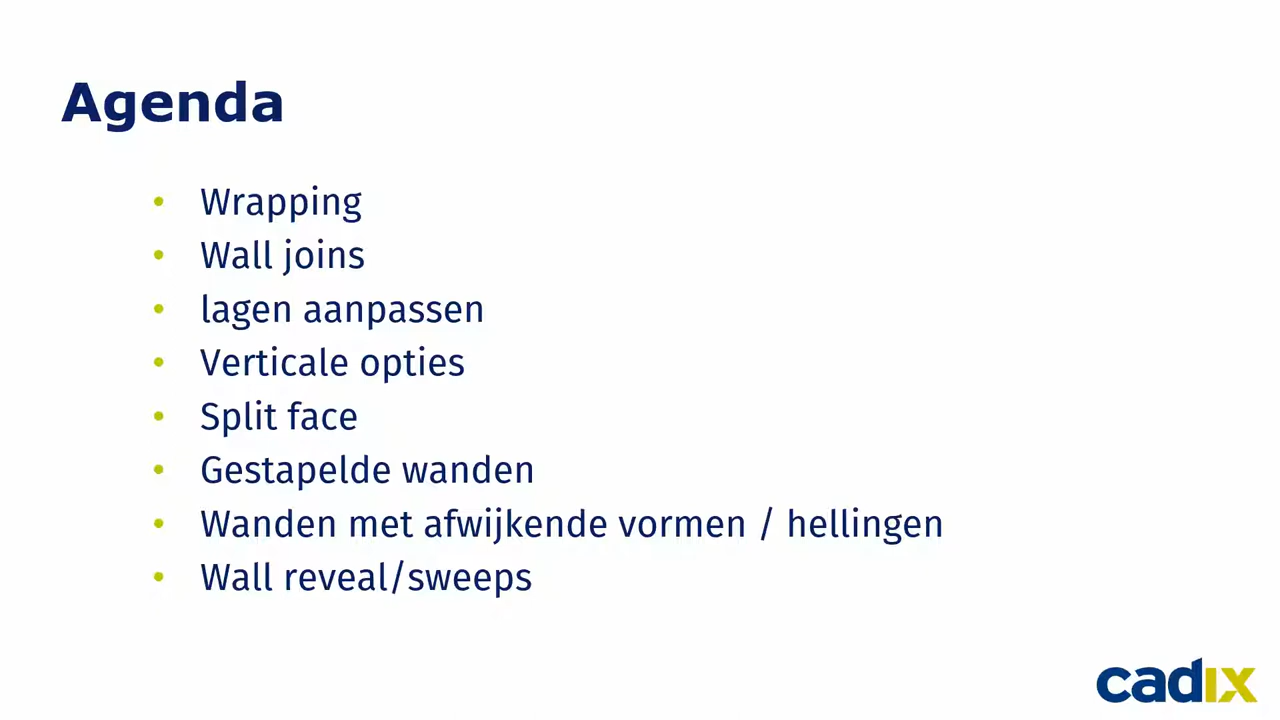 Agenda
• Wrapping
• Wall joins
• lagen aanpassen
• Verticale opties
• Split face
• Gestapelde wanden
• Wanden met afwijkende vormen / hellingen
• Wall reveal/sweeps
cadix